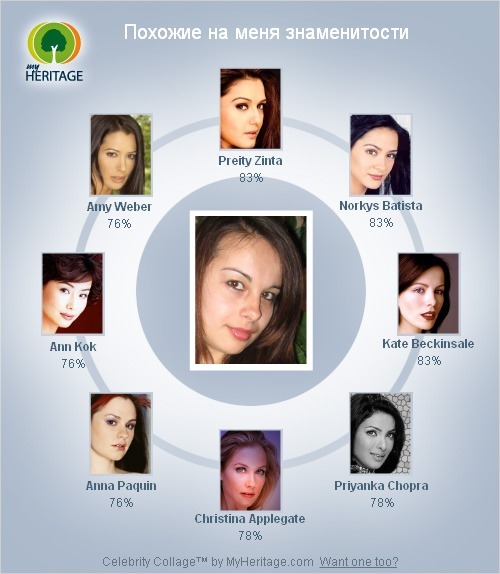 Похожие на меня знаменитости
my
HERITAGE
Preity Zinta
83%
Amy Weber
76%
Norkys Batista
83%
Ann Kok
76%
Kate Beckinsale
83%
Anna Paquin
76%
Priyanka Chopra
78%
Christina Applegate
78%
Celebrity Collage™ by MyHeritage.com Want one too?